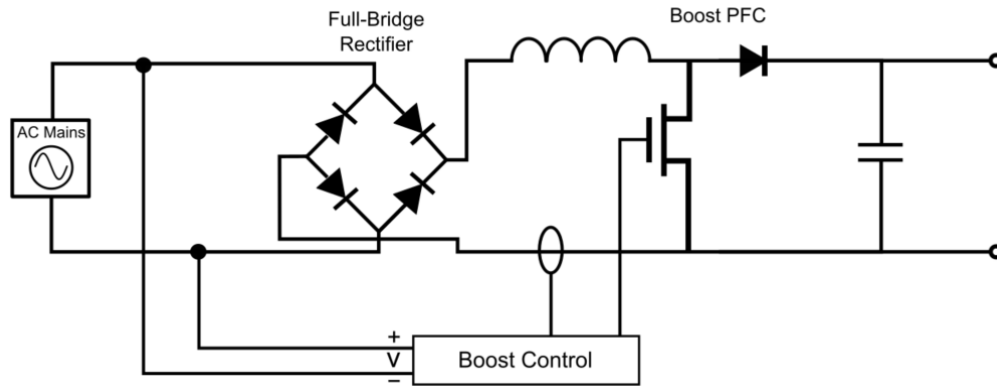 Full-Bridge
Rectifier
Boost PFC
AC Mains
+
V
−
Boost Control